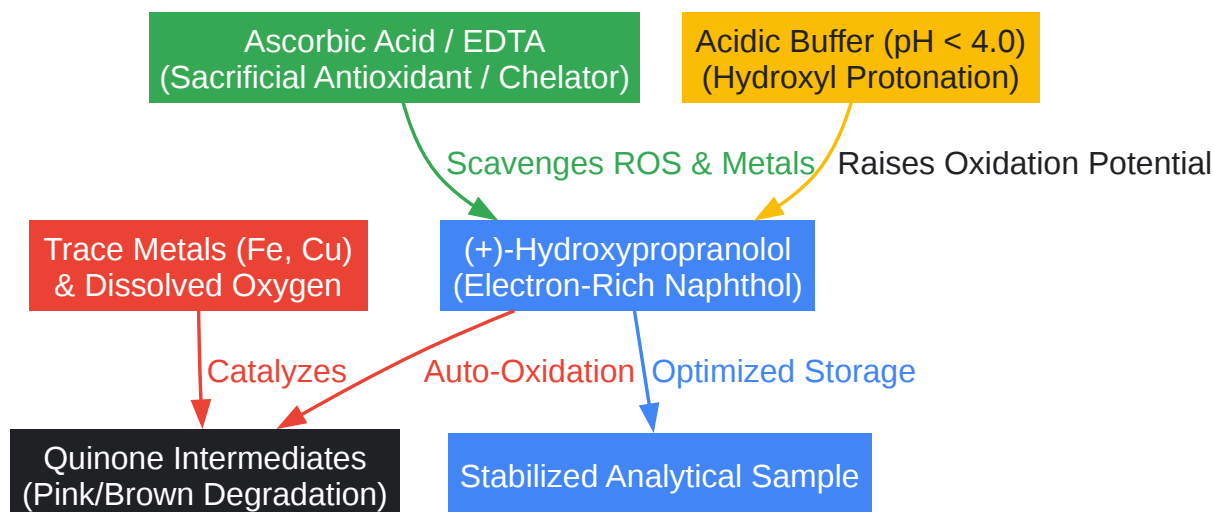 Ascorbic Acid / EDTA
(Sacrificial Antioxidant / Chelator)
Acidic Buffer (pH < 4.0)
(Hydroxyl Protonation)
Scavenges ROS & Metals
Raises Oxidation Potential
Trace Metals (Fe, Cu)
& Dissolved Oxygen
(+)-Hydroxypropranolol
(Electron-Rich Naphthol)
Catalyzes
Auto-Oxidation
Optimized Storage
Quinone Intermediates
(Pink/Brown Degradation)
Stabilized Analytical Sample